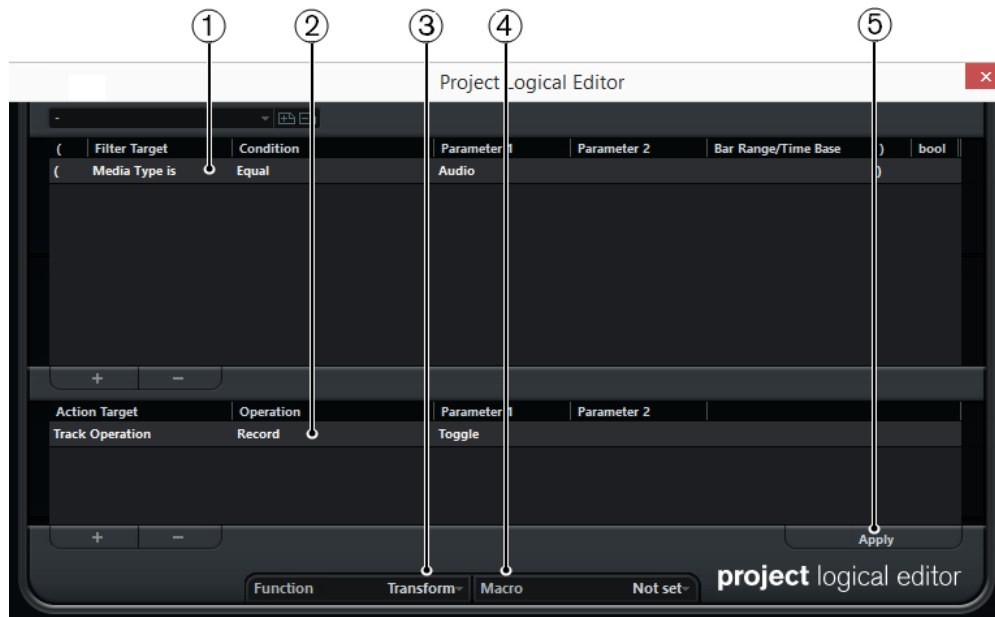 1 2 3 4 5
Project Logical Editor
-
( Filter Target Condition Parameter 1 Parameter 2 Bar Range/Time Base ) bool
( Media Type is Equal Audio )
+ −
Action Target Operation Parameter 1 Parameter 2
Track Operation Record Toggle
+ − Apply
Function Transform Macro Not set project logical editor